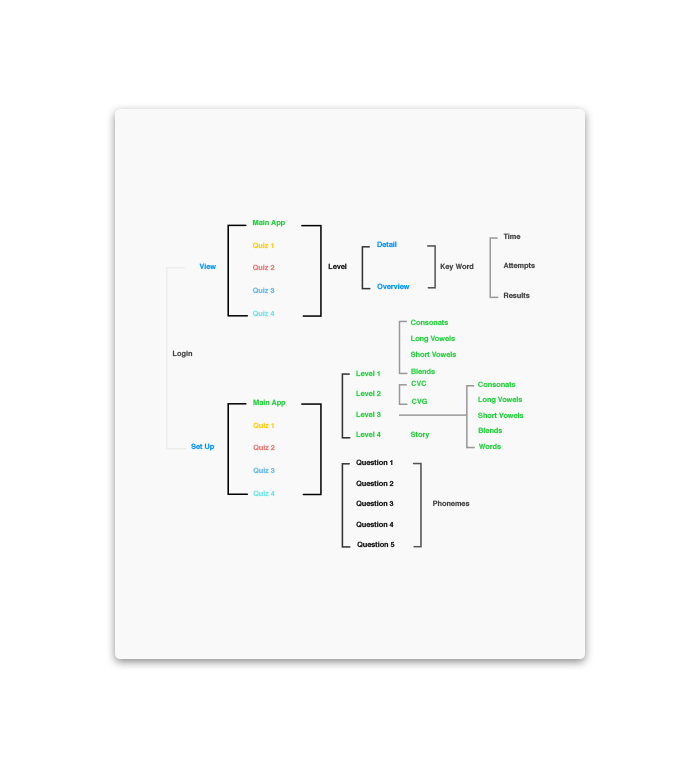 Main App
Quiz 1
Quiz 2
Quiz 3
Quiz 4
View
Level
Detail
Overview
Key Word
Time
Attempts
Results
Login
Set Up
Main App
Quiz 1
Quiz 2
Quiz 3
Quiz 4
Level 1
Level 2
Level 3
Level 4
Consonats
Long Vowels
Short Vowels
Blends
CVC
CVG
Story
Consonats
Long Vowels
Short Vowels
Blends
Words
Question 1
Question 2
Question 3
Question 4
Question 5
Phonemes